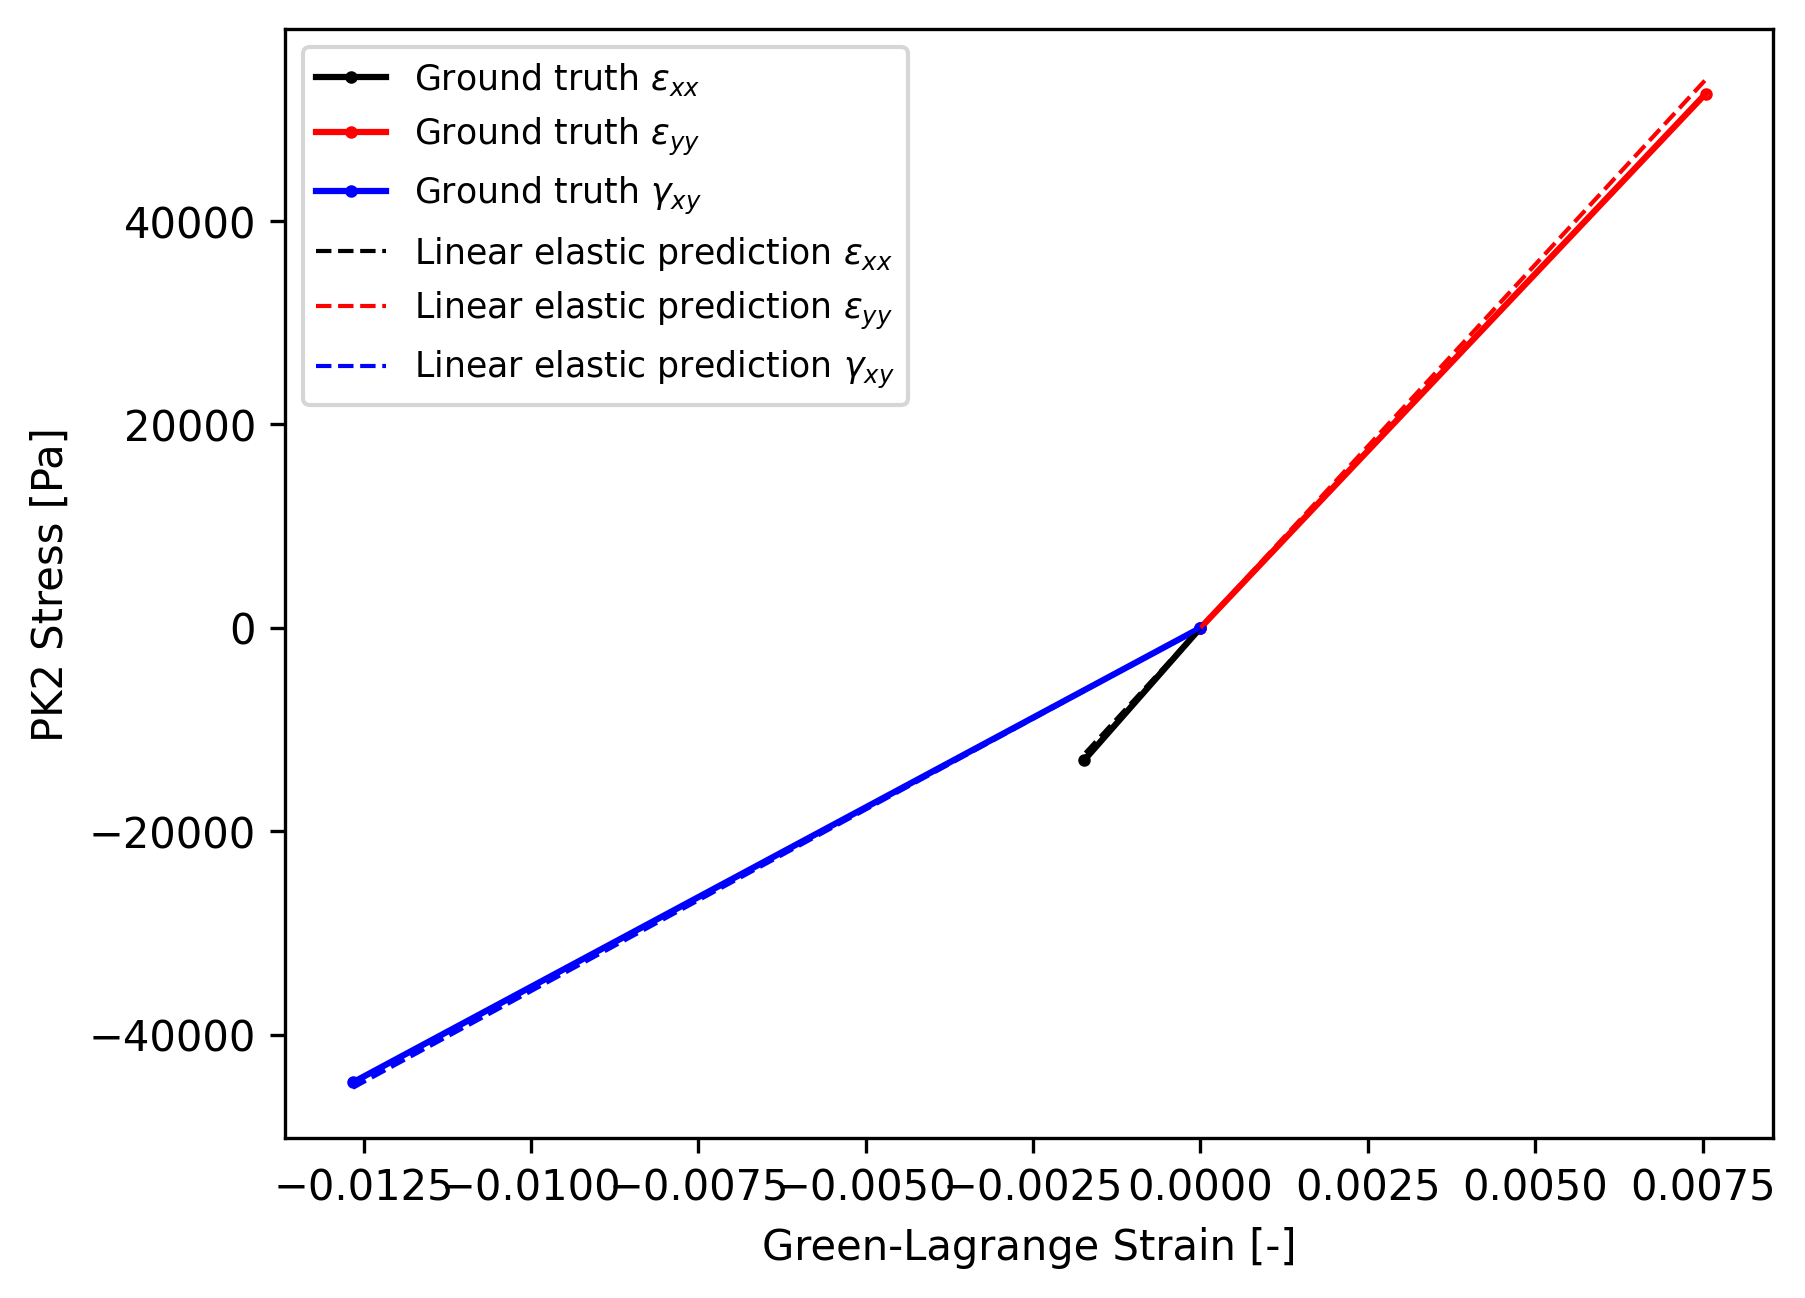 Ground truth εxx
Ground truth εyy
Ground truth γxy
Linear elastic prediction εxx
Linear elastic prediction εyy
Linear elastic prediction γxy
40000
20000
0
−20000
−40000
PK2 Stress [Pa]
−0.0125 −0.0100 −0.0075 −0.0050 −0.0025 0.0000 0.0025 0.0050 0.0075
Green-Lagrange Strain [-]